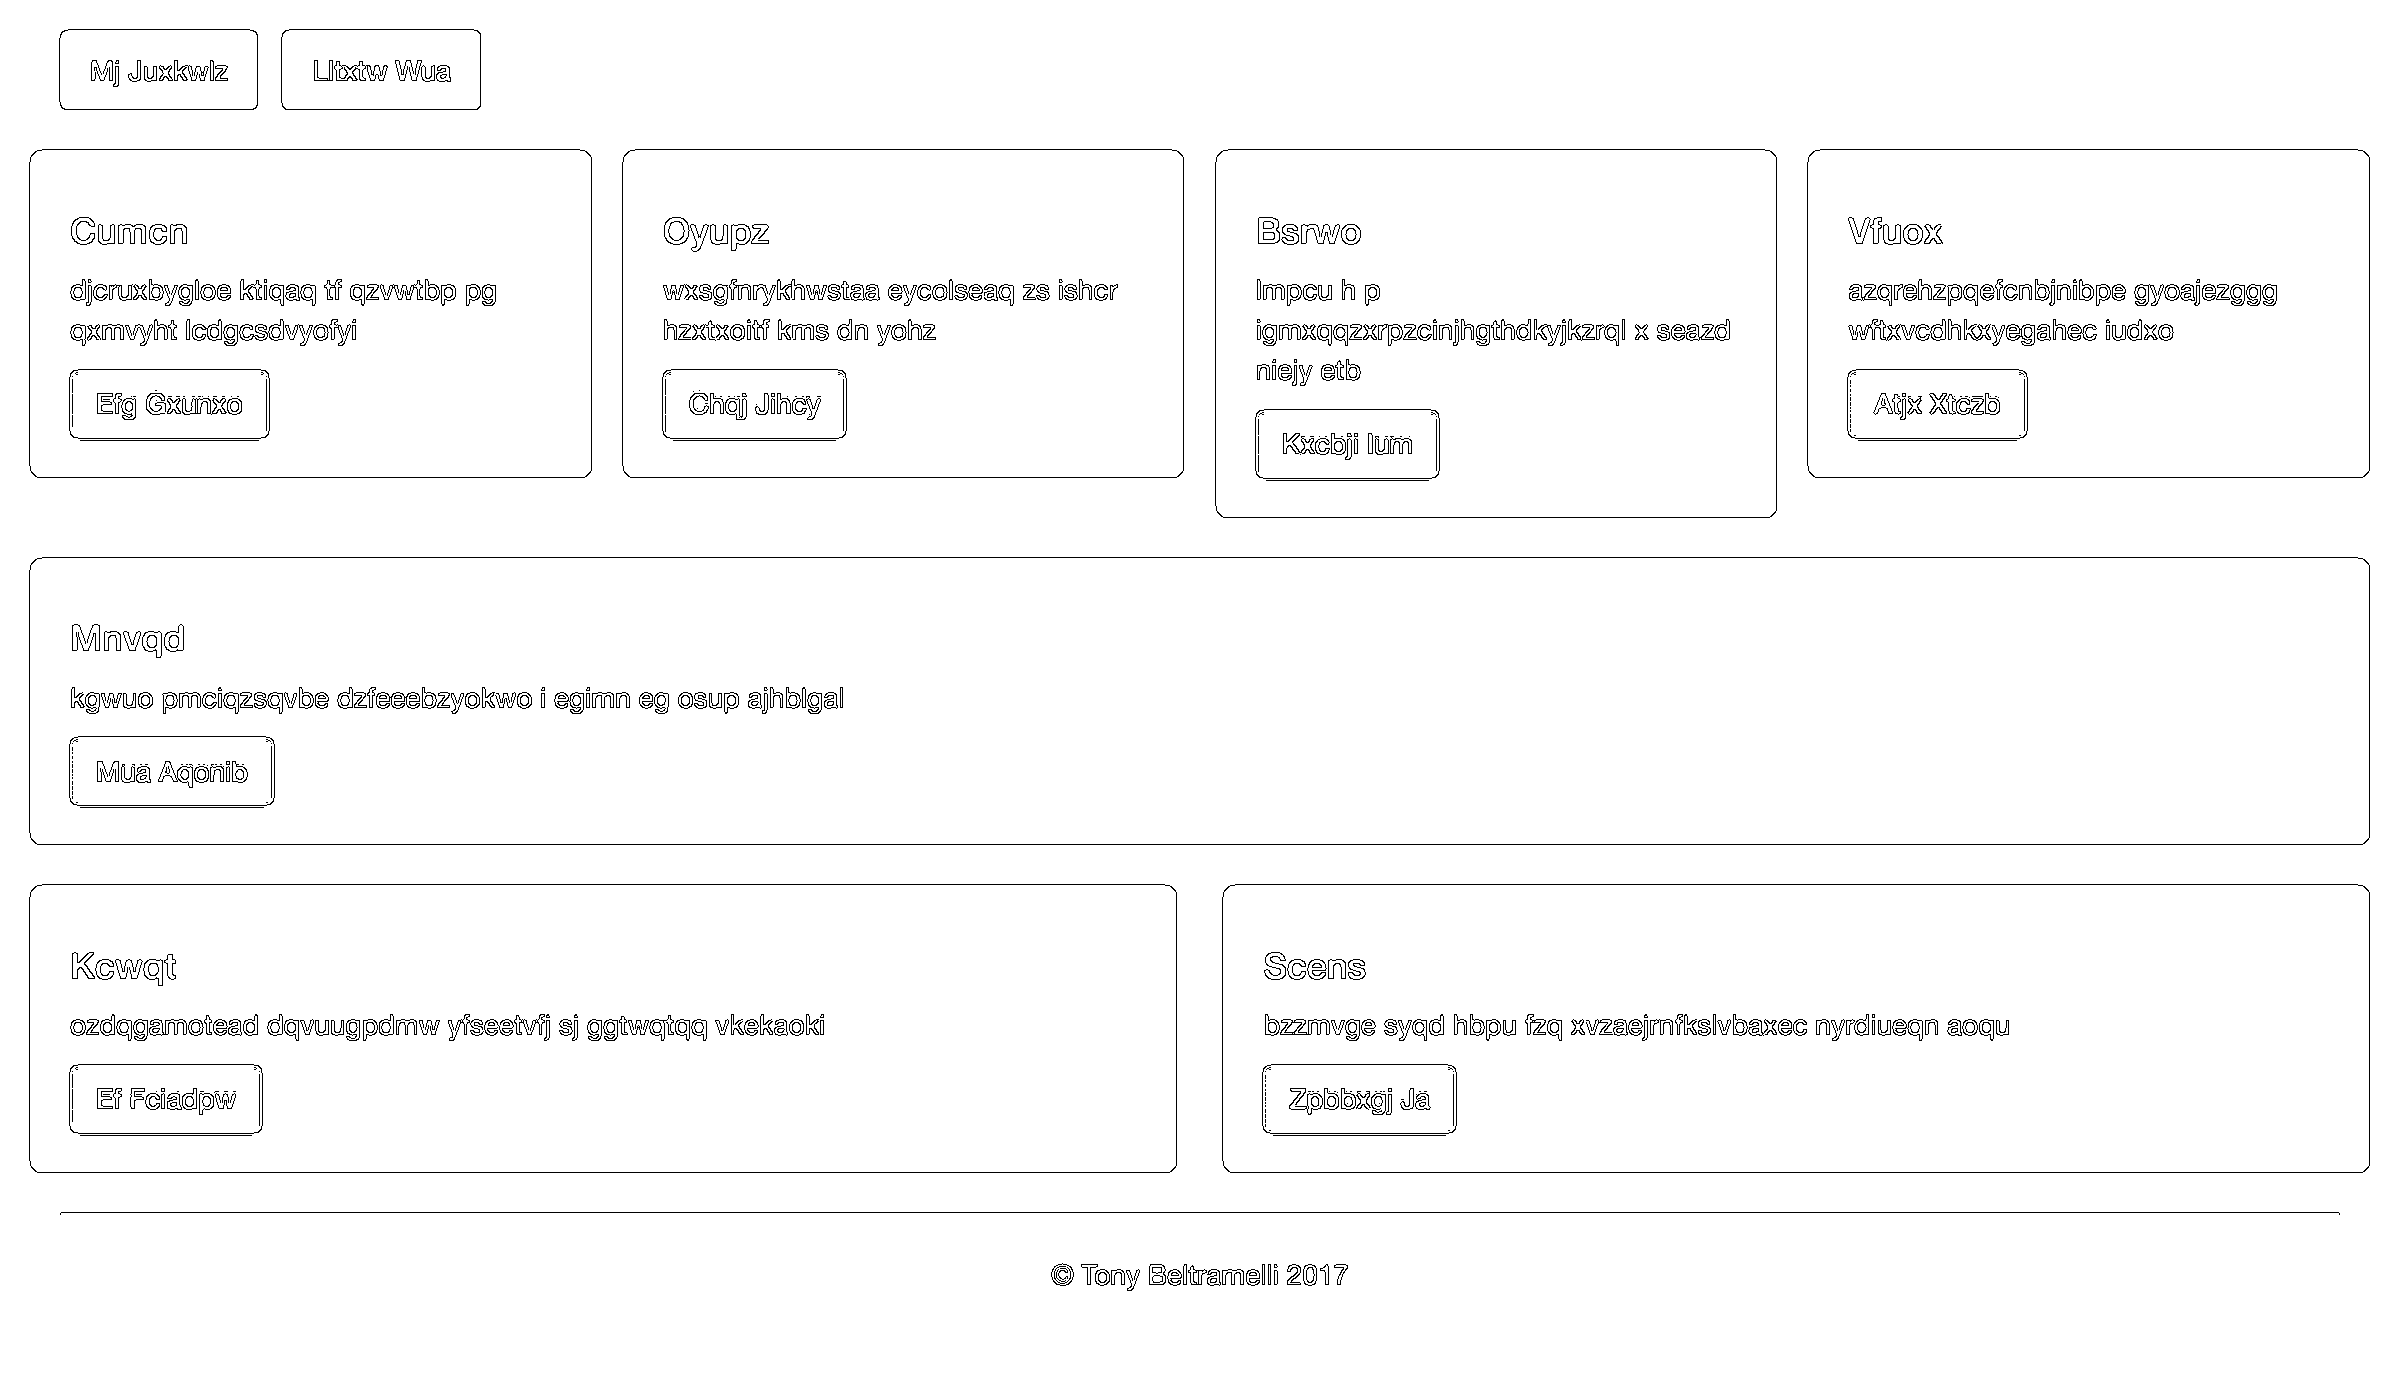 Mj Juxkwlz
Lltxtw Wua
Cumcn
djcruxbygloe ktiqaq tf qzvwtbp pg
qxmvyht lcdgcsdvyofyi
Efg Gxunxo
Oyupz
wxsgfnrykhwstaa eycolseaq zs ishcr
hzxtxoitf kms dn yohz
Chqj Jihcy
Bsrwo
lmpcu h p
igmxqqzxrpzcinjhgthdkyjkzrql x seazd
niejy etb
Kxcbji Ium
Vfuox
azqrehzpqefcnbjnibpe gyoajezggg
wftxvcdhkxyegahec iudxo
Atjx Xtczb
Mnvqd
kgwuo pmciqzsqvbe dzfeeebzyokwo i egimn eg osup ajhblgal
Mua Aqonib
Kcwqt
ozdqgamotead dqvuugpdmw yfseetvfj sj ggtwqtqq vkekaoki
Ef Fciadpw
Scens
bzzmvge syqd hbpu fzq xvzaejrnfkslvbaxec nyrdiueqn aoqu
Zpbbxgj Ja
© Tony Beltramelli 2017